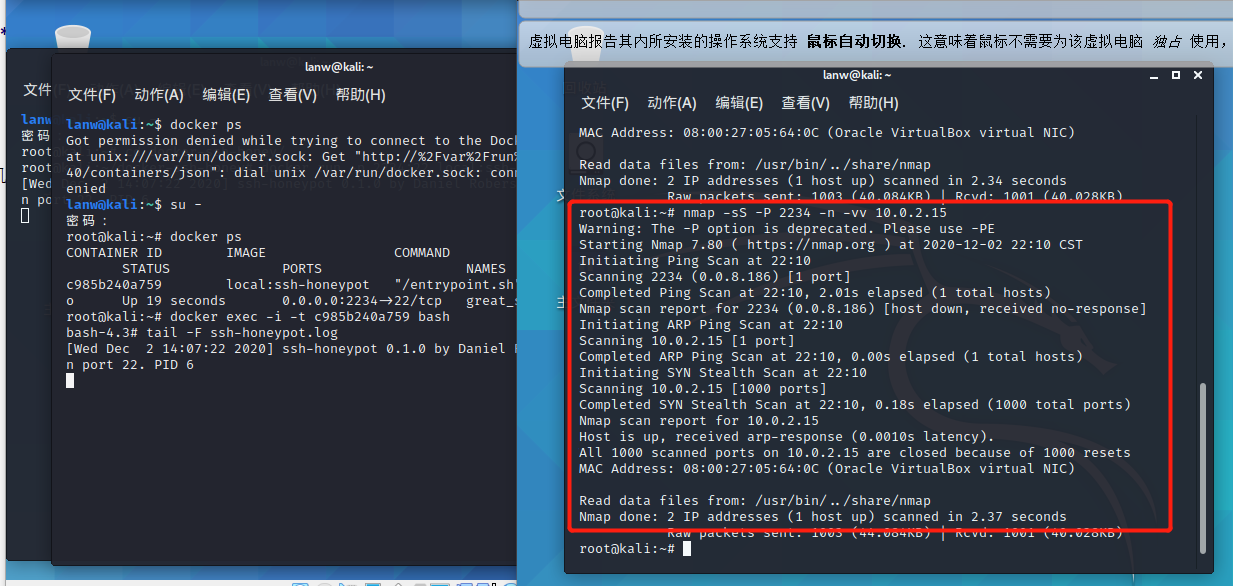 虚拟电脑报告其内所安装的操作系统支持 鼠标自动切换. 这意味着鼠标不需要为该虚拟电脑 独占 使用，
文件
lanw
密码
root
root
[Wed
n po
lanw@kali: ~
文件(F) 动作(A) 编辑(E) 查看(V) 帮助(H)
lanw@kali:~$ docker ps
Got permission denied while trying to connect to the Doc
at unix:///var/run/docker.sock: Get "http://%2Fvar%2Frun%
40/containers/json": dial unix /var/run/docker.sock: con
enied
lanw@kali:~$ su -
密码：
root@kali:~# docker ps
CONTAINER ID IMAGE COMMAND
STATUS PORTS NAMES
c985b240a759 local:ssh-honeypot "/entrypoint.sh"
o Up 19 seconds 0.0.0.0:2234→22/tcp great_s
root@kali:~# docker exec -i -t c985b240a759 bash
bash-4.3# tail -F ssh-honeypot.log
[Wed Dec  2 14:07:22 2020] ssh-honeypot 0.1.0 by Daniel
n port 22. PID 6
lanw@kali: ~
文件(F) 动作(A) 编辑(E) 查看(V) 帮助(H)
MAC Address: 08:00:27:05:64:0C (Oracle VirtualBox virtual NIC)
Read data files from: /usr/bin/../share/nmap
Nmap done: 2 IP addresses (1 host up) scanned in 2.34 seconds
Raw packets sent: 1003 (40.084KB) | Rcvd: 1001 (40.028KB)
root@kali:~# nmap -sS -P 2234 -n -vv 10.0.2.15
Warning: The -P option is deprecated. Please use -PE
Starting Nmap 7.80 ( https://nmap.org ) at 2020-12-02 22:10 CST
Initiating Ping Scan at 22:10
Scanning 2234 (0.0.8.186) [1 port]
Completed Ping Scan at 22:10, 2.01s elapsed (1 total hosts)
Nmap scan report for 2234 (0.0.8.186) [host down, received no-response]
Initiating ARP Ping Scan at 22:10
Scanning 10.0.2.15 [1 port]
Completed ARP Ping Scan at 22:10, 0.00s elapsed (1 total hosts)
Initiating SYN Stealth Scan at 22:10
Scanning 10.0.2.15 [1000 ports]
Completed SYN Stealth Scan at 22:10, 0.18s elapsed (1000 total ports)
Nmap scan report for 10.0.2.15
Host is up, received arp-response (0.0010s latency).
All 1000 scanned ports on 10.0.2.15 are closed because of 1000 resets
MAC Address: 08:00:27:05:64:0C (Oracle VirtualBox virtual NIC)
Read data files from: /usr/bin/../share/nmap
Nmap done: 2 IP addresses (1 host up) scanned in 2.37 seconds
Raw packets sent: 1003 (44.084KB) | Rcvd: 1001 (40.028KB)
root@kali:~#